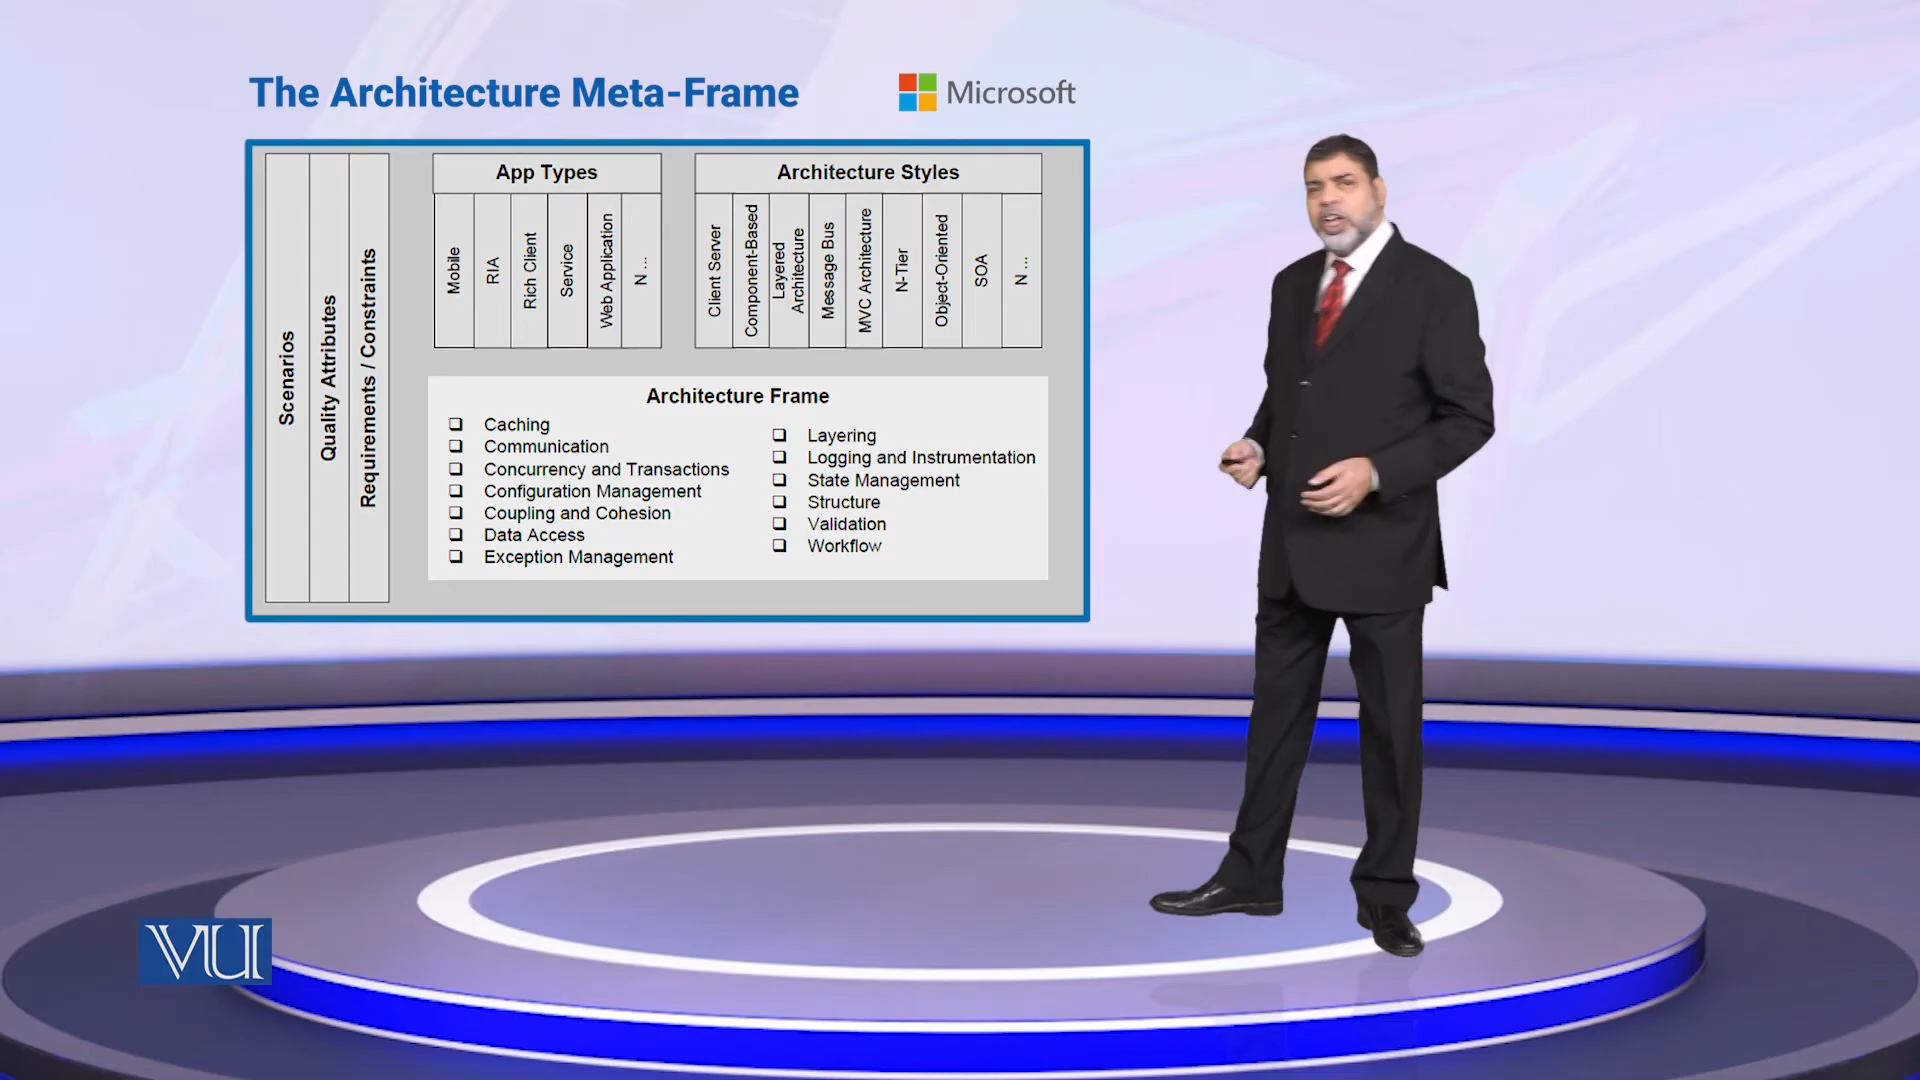 The Architecture Meta-Frame
Microsoft
Scenarios
Quality Attributes
Requirements / Constraints
App Types
Mobile
RIA
Rich Client
Service
Web Application
N ...
Architecture Styles
Client Server
Component-Based
Layered
Architecture
Message Bus
MVC Architecture
N-Tier
Object-Oriented
SOA
N ...
Architecture Frame
Caching
Communication
Concurrency and Transactions
Configuration Management
Coupling and Cohesion
Data Access
Exception Management
Layering
Logging and Instrumentation
State Management
Structure
Validation
Workflow
VU